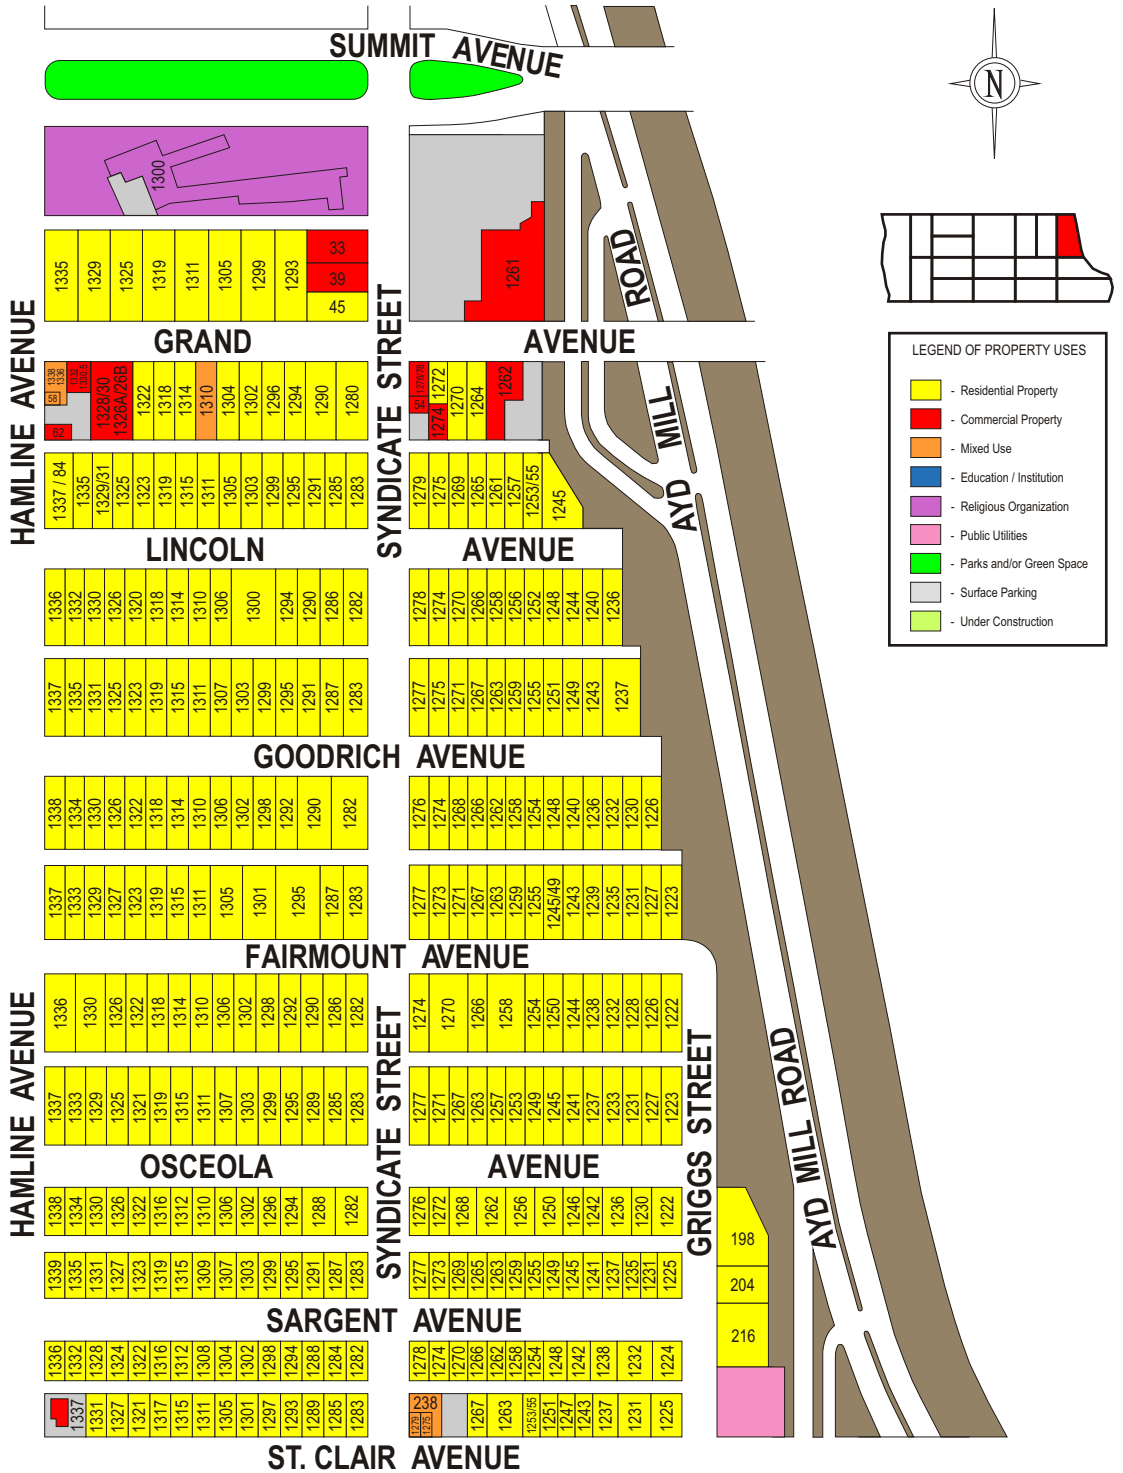 SUMMIT AVENUE
N
1300
1335 1329 1325 1319 1311 1305 1299 1293 33
39
45
1261
ROAD
HAMLINE AVENUE
SYNDICATE STREET
GRAND AVENUE
LEGEND OF PROPERTY USES
- Residential Property
- Commercial Property
- Mixed Use
- Education / Institution
- Religious Organization
- Public Utilities
- Parks and/or Green Space
- Surface Parking
- Under Construction
1338 1336 1332 1330.5 1328/30 1326A/26B 1322 1318 1314 1310 1304 1302 1296 1294 1290 1280
58
62
1276/78 1272 1270 1264 1262
52 1274
AYD MILL
1337 / 84 1335 1329/31 1325 1323 1319 1315 1311 1305 1303 1299 1295 1291 1285 1283
1279 1275 1269 1265 1261 1257 1253/55 1245
LINCOLN AVENUE
1336 1332 1330 1326 1320 1318 1314 1310 1306 1300 1294 1290 1286 1282
1278 1274 1270 1266 1258 1256 1252 1248 1244 1240 1236
1337 1335 1331 1325 1323 1319 1315 1311 1307 1303 1299 1295 1291 1287 1283
1277 1275 1271 1267 1263 1259 1255 1251 1249 1243 1237
GOODRICH AVENUE
1338 1334 1330 1326 1322 1318 1314 1310 1306 1302 1298 1292 1290 1282
1276 1274 1268 1266 1262 1258 1254 1248 1240 1236 1232 1230 1226
1337 1333 1329 1327 1323 1319 1315 1311 1305 1301 1295 1287 1283
1277 1273 1271 1267 1263 1259 1255 1245/49 1243 1239 1235 1231 1227 1223
FAIRMOUNT AVENUE
HAMLINE AVENUE
SYNDICATE STREET
GRIGGS STREET
AYD MILL ROAD
1336 1330 1326 1322 1318 1314 1310 1306 1302 1298 1292 1290 1286 1282
1274 1270 1266 1258 1254 1250 1244 1238 1232 1228 1226 1222
1337 1333 1329 1325 1321 1319 1315 1311 1307 1303 1299 1295 1289 1285 1283
1277 1271 1267 1263 1257 1253 1249 1245 1241 1237 1233 1231 1227 1223
OSCEOLA AVENUE
1338 1334 1330 1326 1322 1316 1312 1310 1306 1302 1296 1294 1288 1282
1276 1272 1268 1262 1256 1250 1246 1242 1236 1230 1222
198
204
216
1339 1335 1331 1327 1323 1319 1315 1309 1307 1303 1299 1295 1291 1287 1283
1277 1273 1269 1265 1263 1259 1255 1249 1245 1241 1237 1235 1231 1225
SARGENT AVENUE
1336 1332 1328 1324 1322 1316 1312 1308 1304 1302 1298 1294 1288 1284 1282
1278 1274 1270 1266 1262 1258 1254 1248 1242 1238 1232 1224
1337 1331 1327 1321 1317 1315 1311 1305 1301 1297 1293 1289 1285 1283
238
1279 1275 1267 1263 1253/55 1251 1247 1243 1237 1231 1225
ST. CLAIR AVENUE